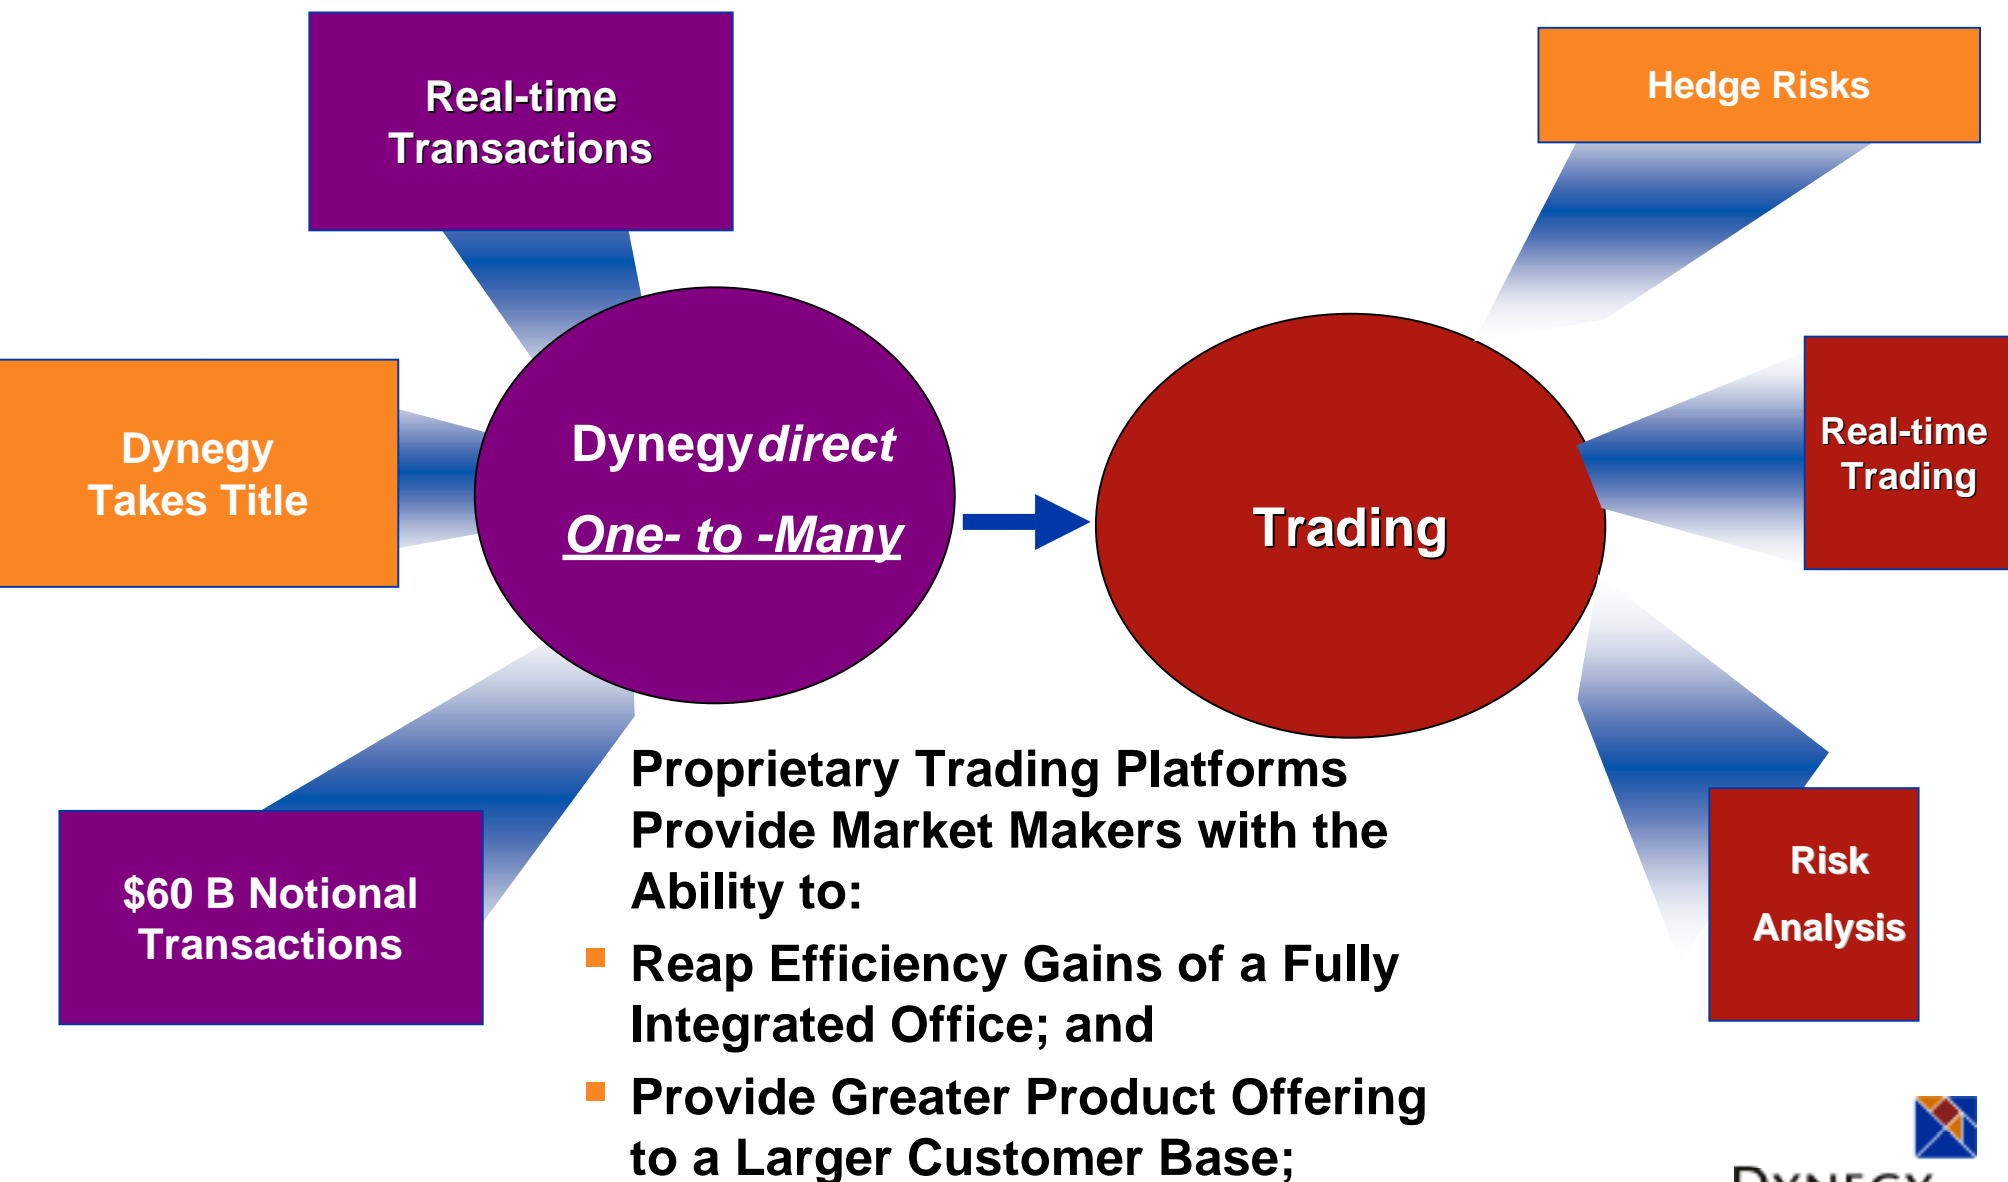 Real-time
Transactions
Hedge Risks
Dynegy
Takes Title
Dynegydirect
One- to -Many
Trading
Real-time
Trading
$60 B Notional
Transactions
Proprietary Trading Platforms
Provide Market Makers with the
Ability to:
Reap Efficiency Gains of a Fully
Integrated Office; and
Provide Greater Product Offering
to a Larger Customer Base;
Risk
Analysis
DYNEGY